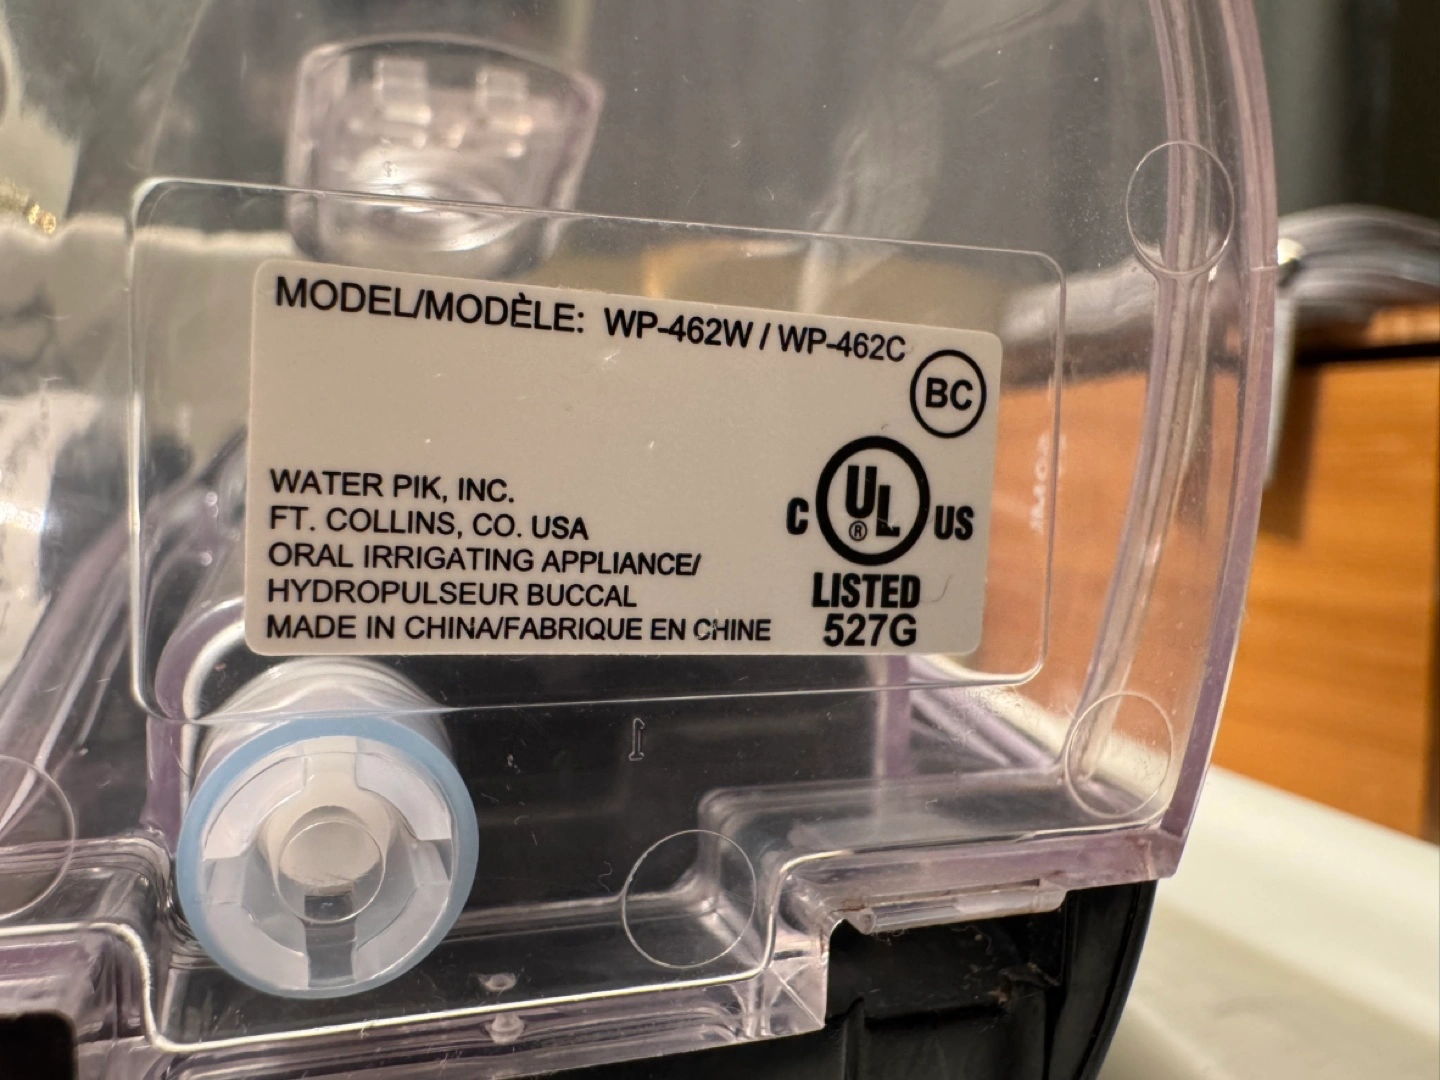 MODEL/MODÈLE: WP-462W / WP-462C
BC
WATER PIK, INC.
FT. COLLINS, CO. USA
ORAL IRRIGATING APPLIANCE/
HYDROPULSEUR BUCCAL
MADE IN CHINA/FABRIQUE EN CHINE
C UL® US
LISTED
527G
1